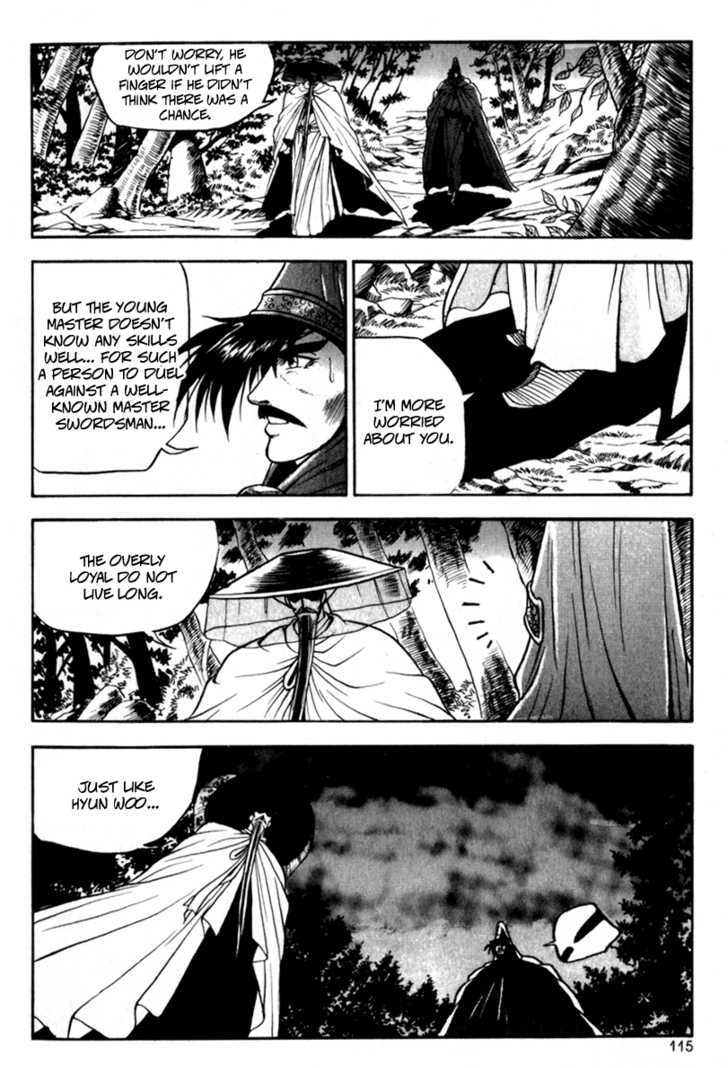 DON'T WORRY, HE
WOULDN'T LIFT A
FINGER IF HE DIDN'T
THINK THERE WAS A
CHANCE.
BUT THE YOUNG
MASTER DOESN'T
KNOW ANY SKILLS
WELL... FOR SUCH
A PERSON TO DUEL
AGAINST A WELL-
KNOWN MASTER
SWORDSMAN...
I'M MORE
WORRIED
ABOUT YOU.
THE OVERLY
LOYAL DO NOT
LIVE LONG.
JUST LIKE
HYUN WOO...
115